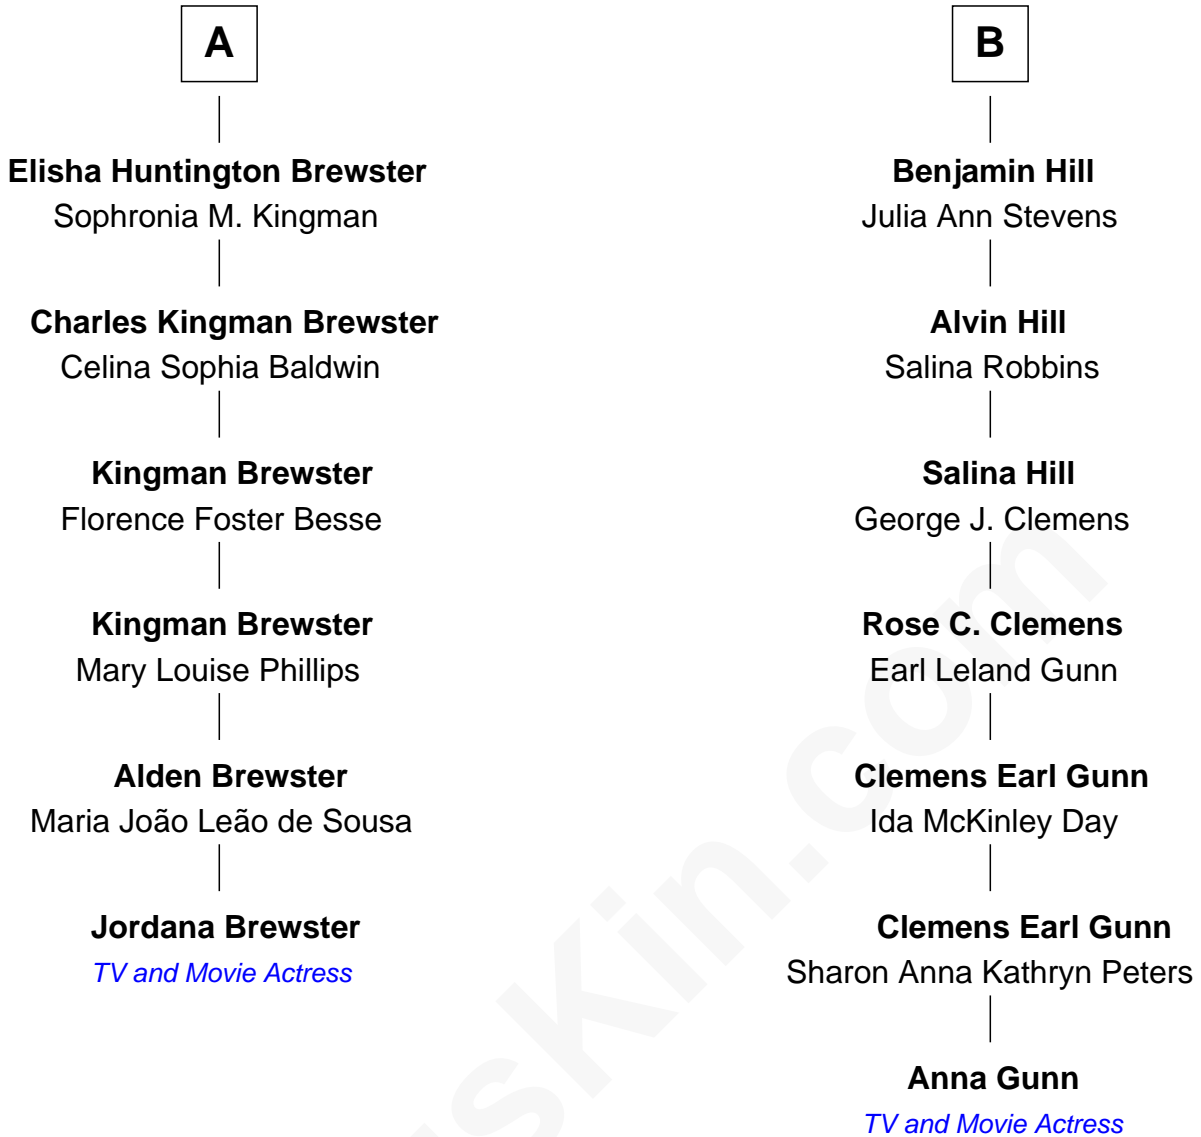 A
Elisha Huntington Brewster
Sophronia M. Kingman
Charles Kingman Brewster
Celina Sophia Baldwin
Kingman Brewster
Florence Foster Besse
Kingman Brewster
Mary Louise Phillips
Alden Brewster
Maria João Leão de Sousa
Jordana Brewster
TV and Movie Actress
B
Benjamin Hill
Julia Ann Stevens
Alvin Hill
Salina Robbins
Salina Hill
George J. Clemens
Rose C. Clemens
Earl Leland Gunn
Clemens Earl Gunn
Ida McKinley Day
Clemens Earl Gunn
Sharon Anna Kathryn Peters
Anna Gunn
TV and Movie Actress
sKin.com